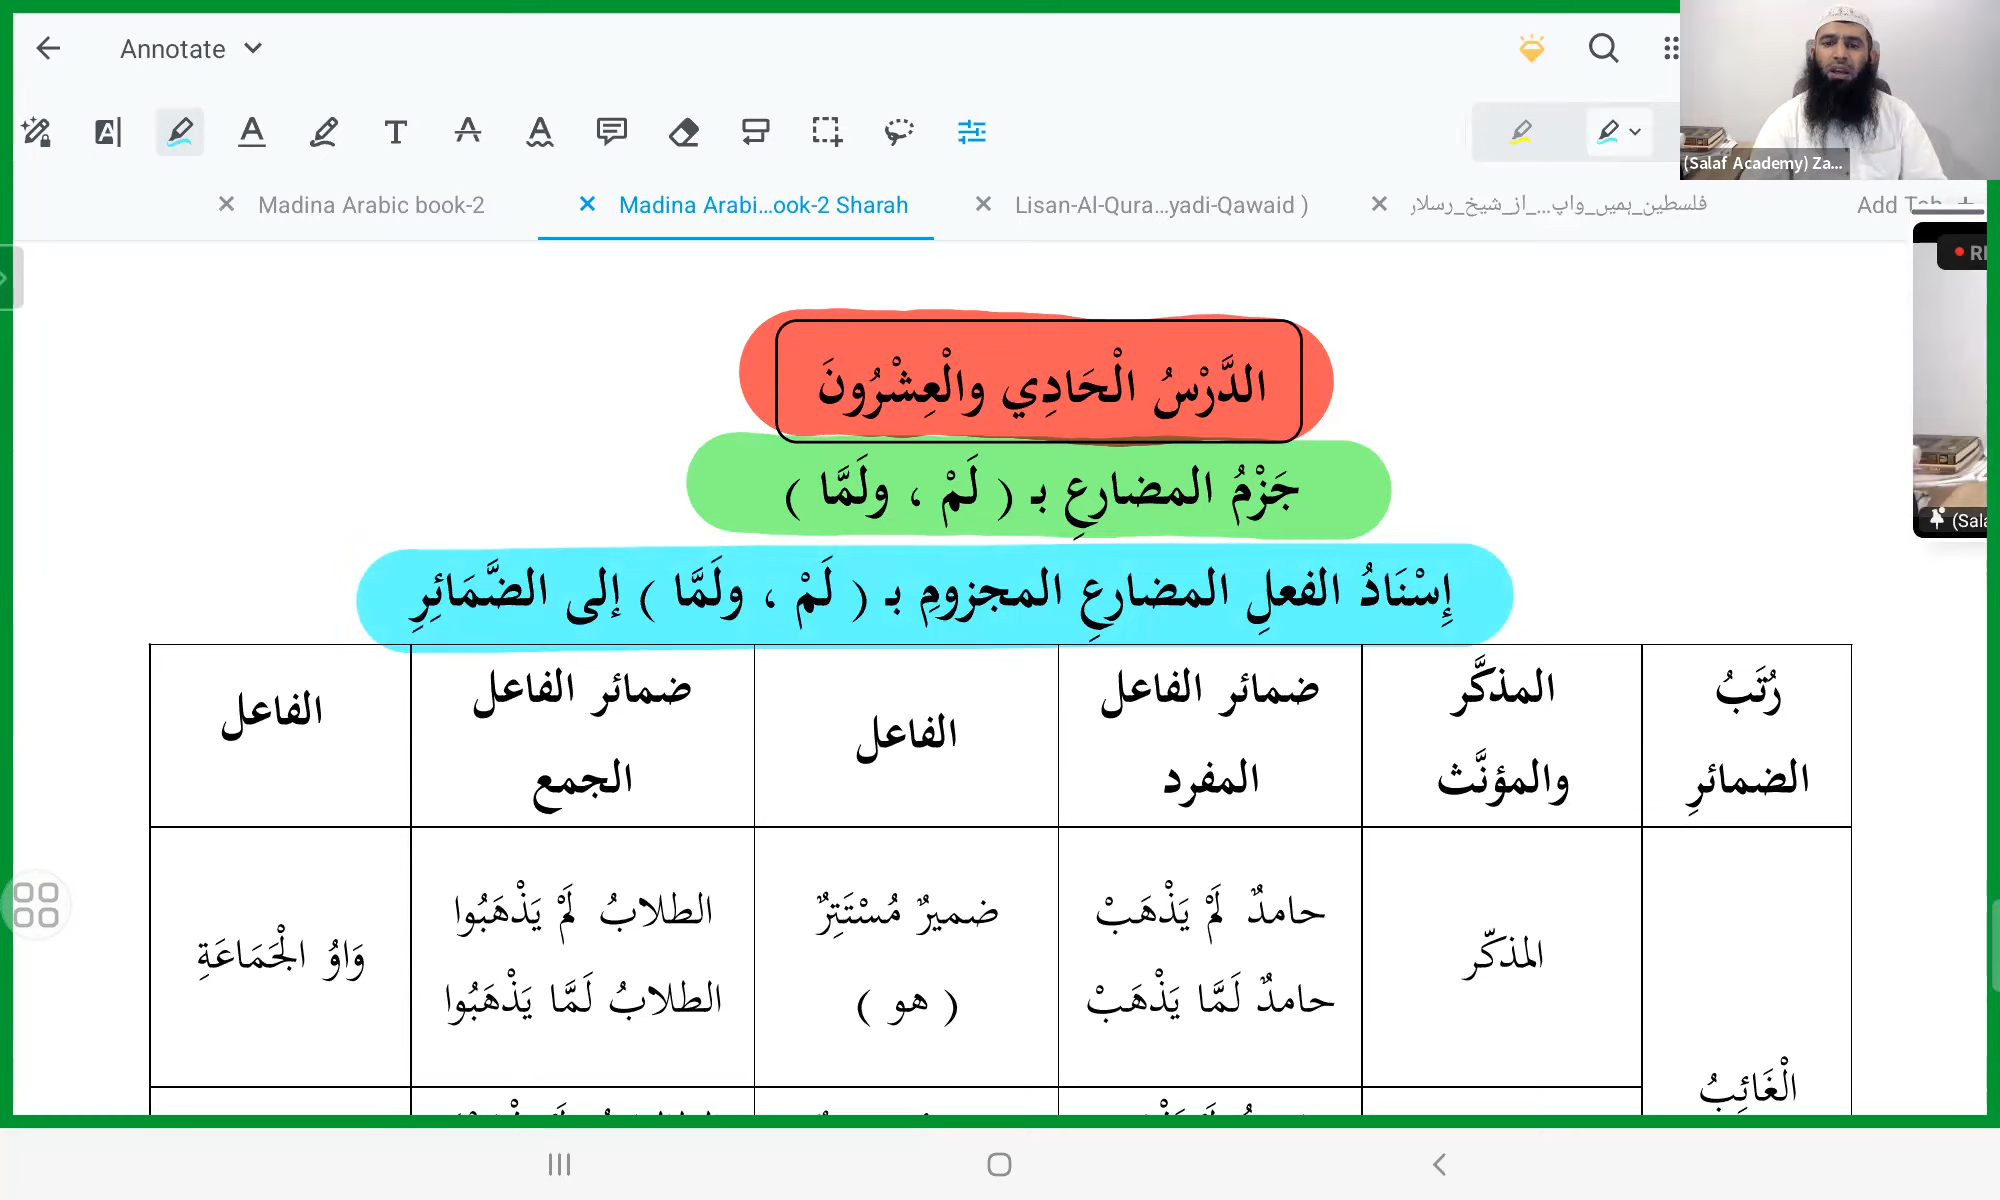 Annotate
(Salaf Academy) Za...
Madina Arabic book-2
Madina Arabi...ook-2 Sharah
Lisan-Al-Qura...yadi-Qawaid )
فلسطین_ہمیں_واپ..._از_شیخ_رسلار
Add
الدَّرْسُ الْحَادِي والْعِشْرُونَ
جَزْمُ المضارعِ بـ ( لَمْ ، ولَمَّا )
إِسْنَادُ الفعلِ المضارعِ المجزومِ بـ ( لَمْ ، ولَمَّا ) إلى الضَّمَائِرِ
رُتَبُ الضمائرِ
المذكَّر والمؤنَّث
ضمائر الفاعل المفرد
الفاعل
ضمائر الفاعل الجمع
الفاعل
الْغَائِبُ
المذكّر
حامدٌ لَمْ يَذْهَبْ
حامدٌ لَمَّا يَذْهَبْ
ضميرٌ مُسْتَتِرٌ
( هو )
الطلابُ لَمْ يَذْهَبُوا
الطلابُ لَمَّا يَذْهَبُوا
وَاوُ الْجَمَاعَةِ